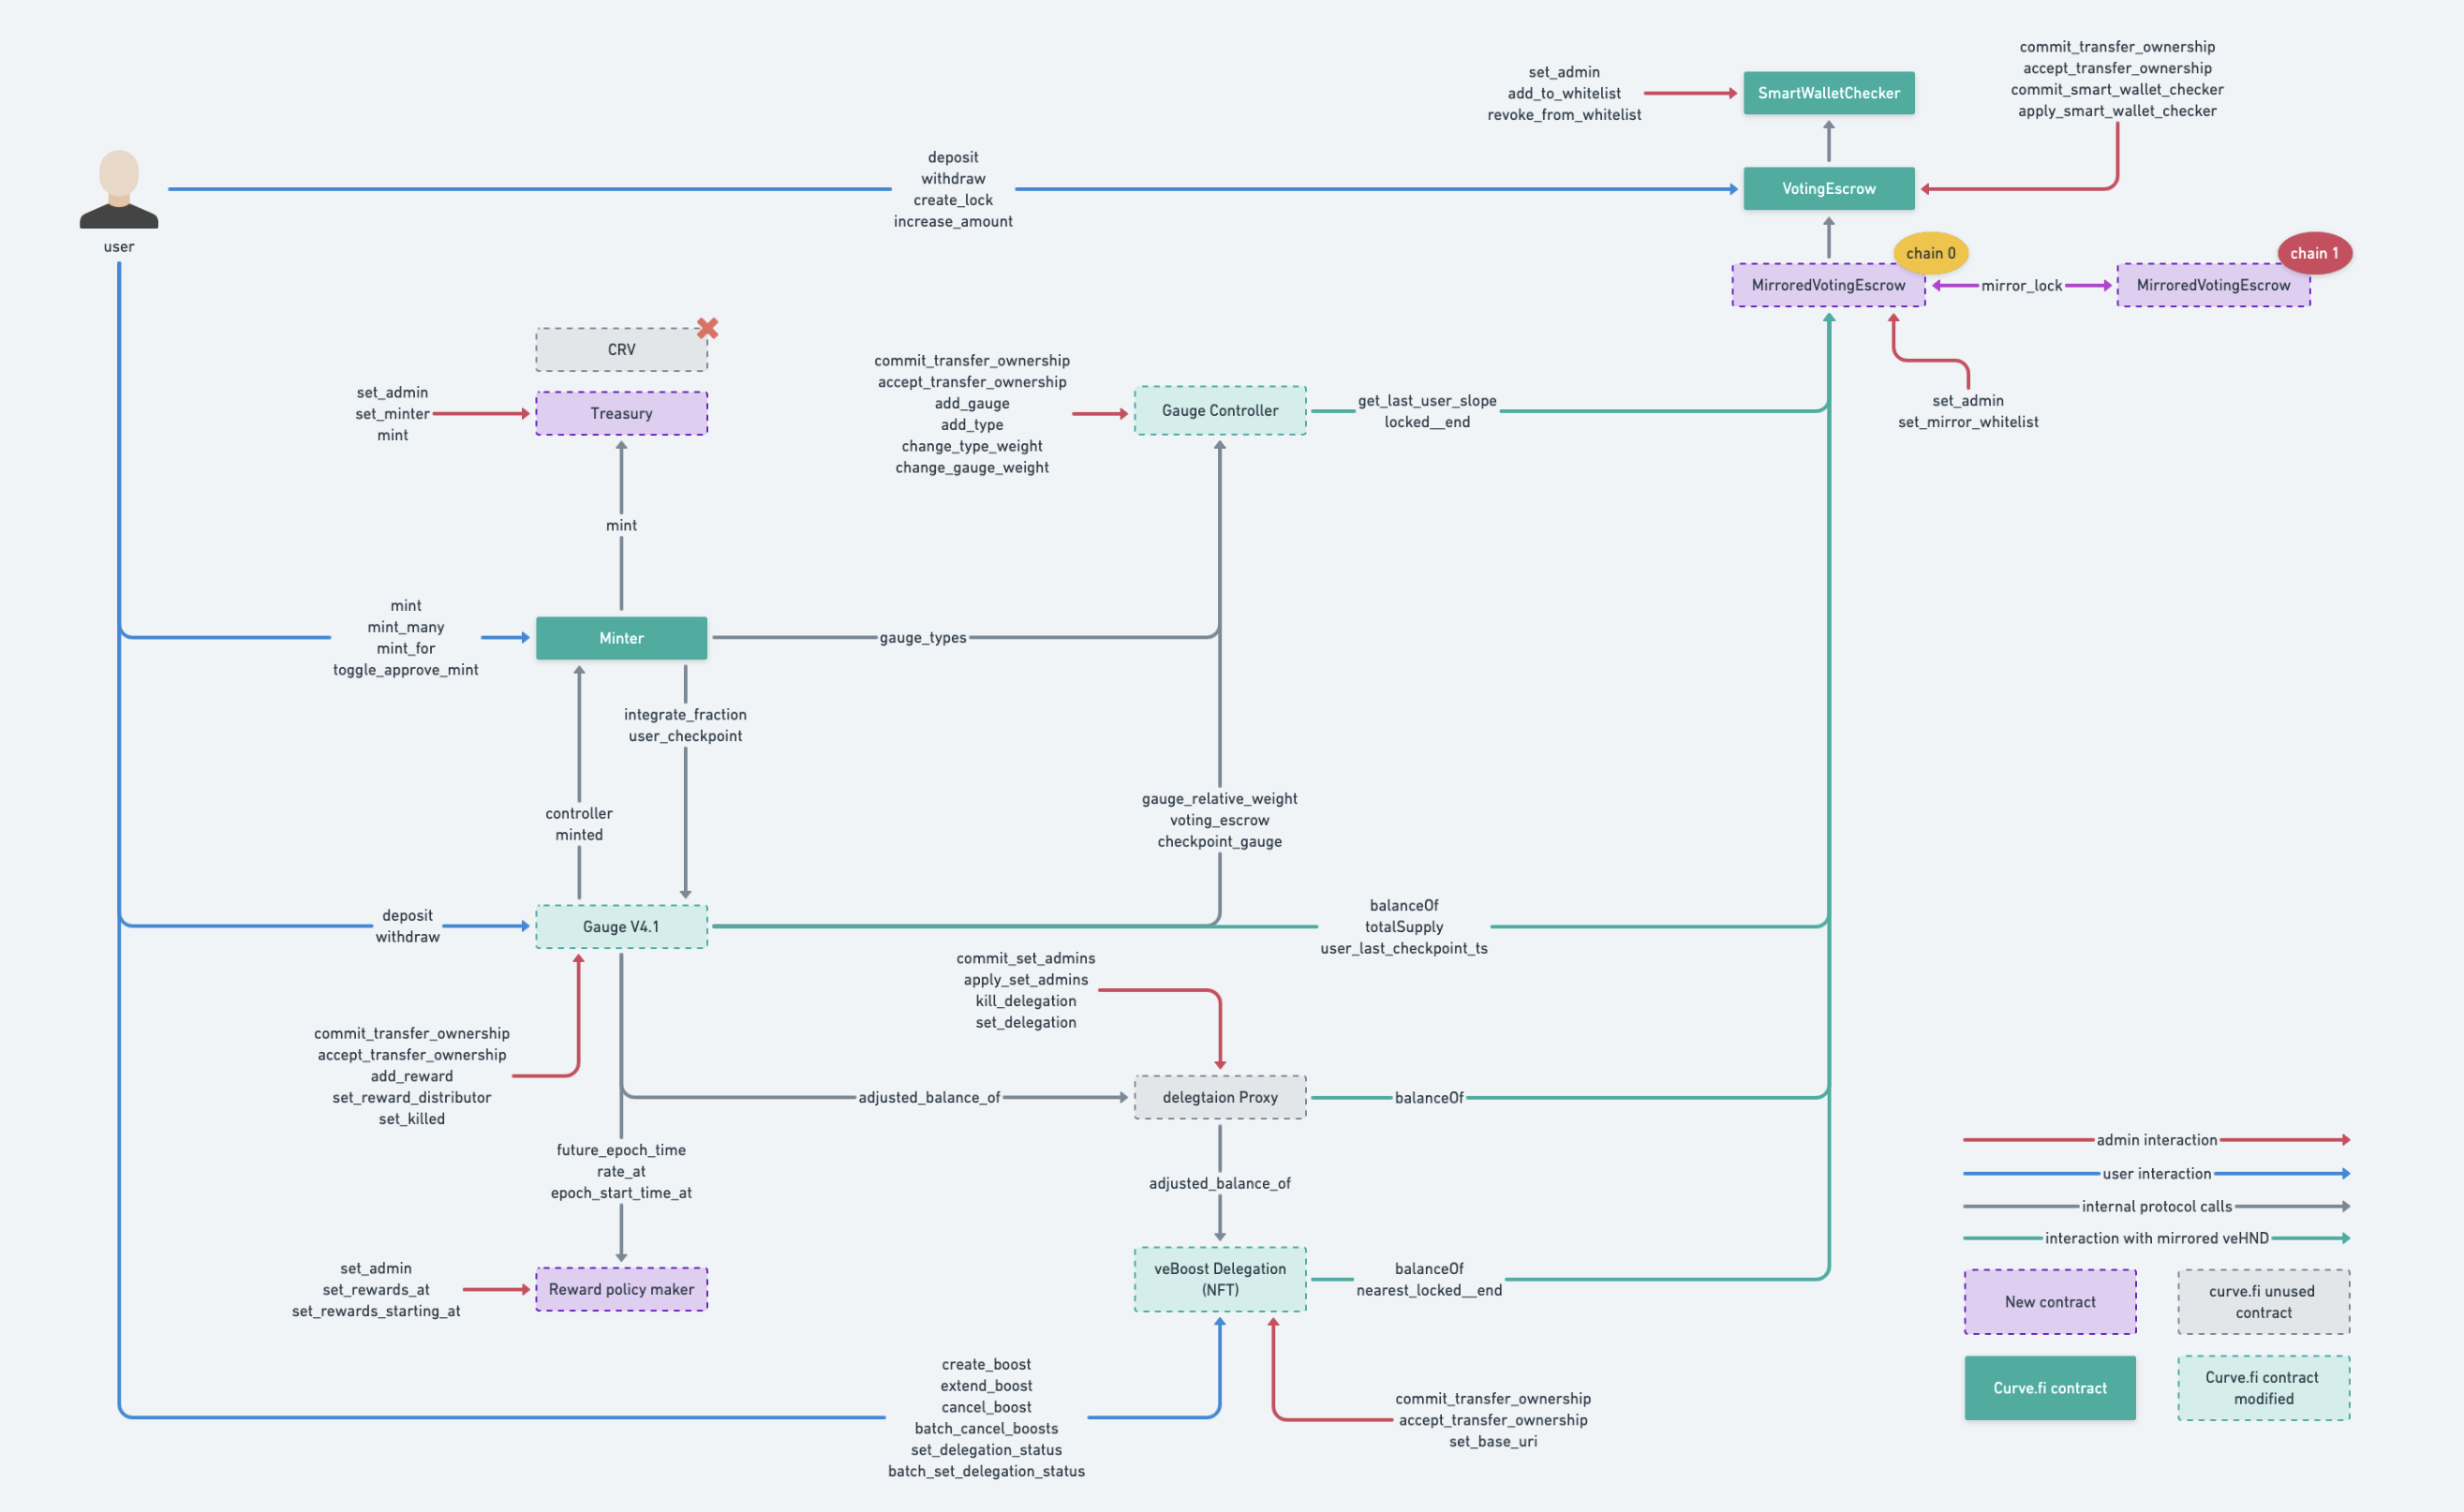 commit_transfer_ownership
accept_transfer_ownership
commit_smart_wallet_checker
apply_smart_wallet_checker
set_admin
add_to_whitelist
revoke_from_whitelist
SmartWalletChecker
deposit
withdraw
create_lock
increase_amount
VotingEscrow
user
chain 0
chain 1
MirroredVotingEscrow
mirror_lock
MirroredVotingEscrow
CRV
set_admin
set_minter
mint
Treasury
commit_transfer_ownership
accept_transfer_ownership
add_gauge
add_type
change_type_weight
change_gauge_weight
Gauge Controller
get_last_user_slope
locked__end
set_admin
set_mirror_whitelist
mint
mint
mint_many
mint_for
toggle_approve_mint
Minter
gauge_types
integrate_fraction
user_checkpoint
controller
minted
gauge_relative_weight
voting_escrow
checkpoint_gauge
deposit
withdraw
Gauge V4.1
balanceOf
totalSupply
user_last_checkpoint_ts
commit_set_admins
apply_set_admins
kill_delegation
set_delegation
commit_transfer_ownership
accept_transfer_ownership
add_reward
set_reward_distributor
set_killed
adjusted_balance_of
delegtaion Proxy
balanceOf
future_epoch_time
rate_at
epoch_start_time_at
adjusted_balance_of
set_admin
set_rewards_at
set_rewards_starting_at
Reward policy maker
veBoost Delegation
(NFT)
balanceOf
nearest_locked__end
create_boost
extend_boost
cancel_boost
batch_cancel_boosts
set_delegation_status
batch_set_delegation_status
commit_transfer_ownership
accept_transfer_ownership
set_base_uri
admin interaction
user interaction
internal protocol calls
interaction with mirrored veHND
New contract
curve.fi unused
contract
Curve.fi contract
Curve.fi contract
modified